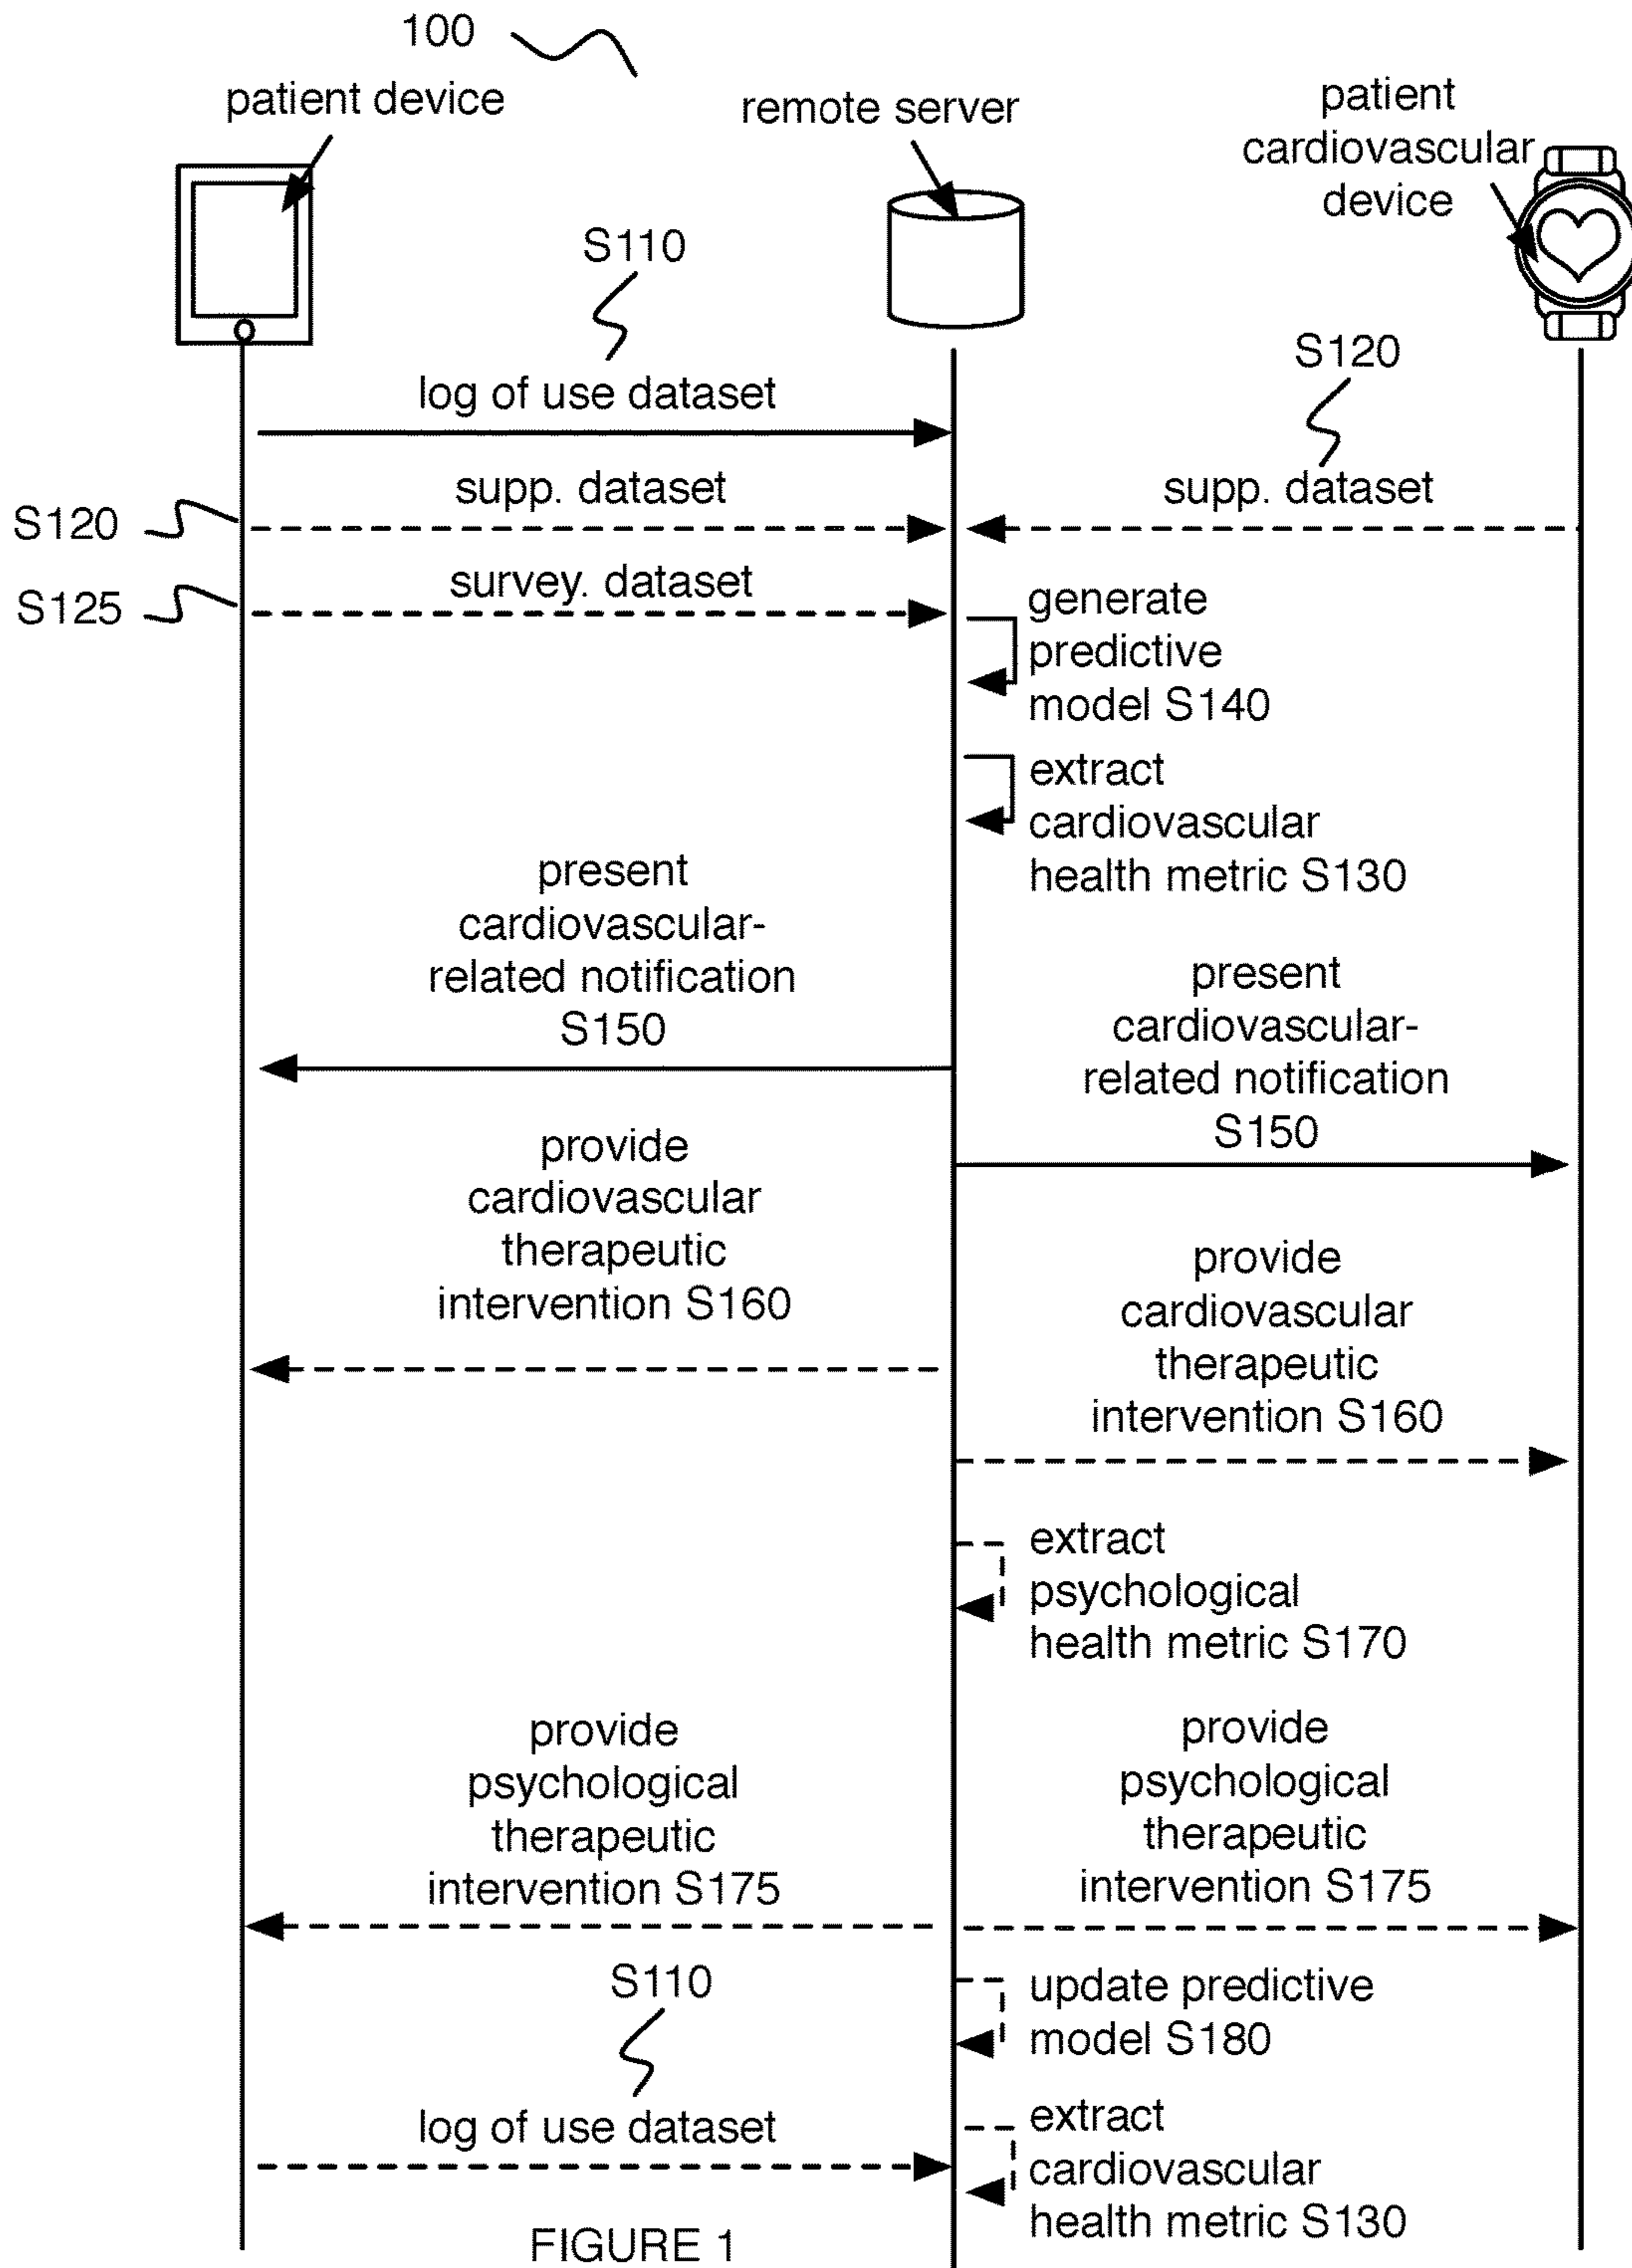 100
patient device
remote server
patient
cardiovascular
device
S110
log of use dataset
S120
supp. dataset
S120
supp. dataset
S125
survey. dataset
generate
predictive
model S140
extract
cardiovascular
health metric S130
present
cardiovascular-
related notification
S150
present
cardiovascular-
related notification
S150
provide
cardiovascular
therapeutic
intervention S160
provide
cardiovascular
therapeutic
intervention S160
extract
psychological
health metric S170
provide
psychological
therapeutic
intervention S175
provide
psychological
therapeutic
intervention S175
update predictive
model S180
S110
log of use dataset
extract
cardiovascular
health metric S130
FIGURE 1